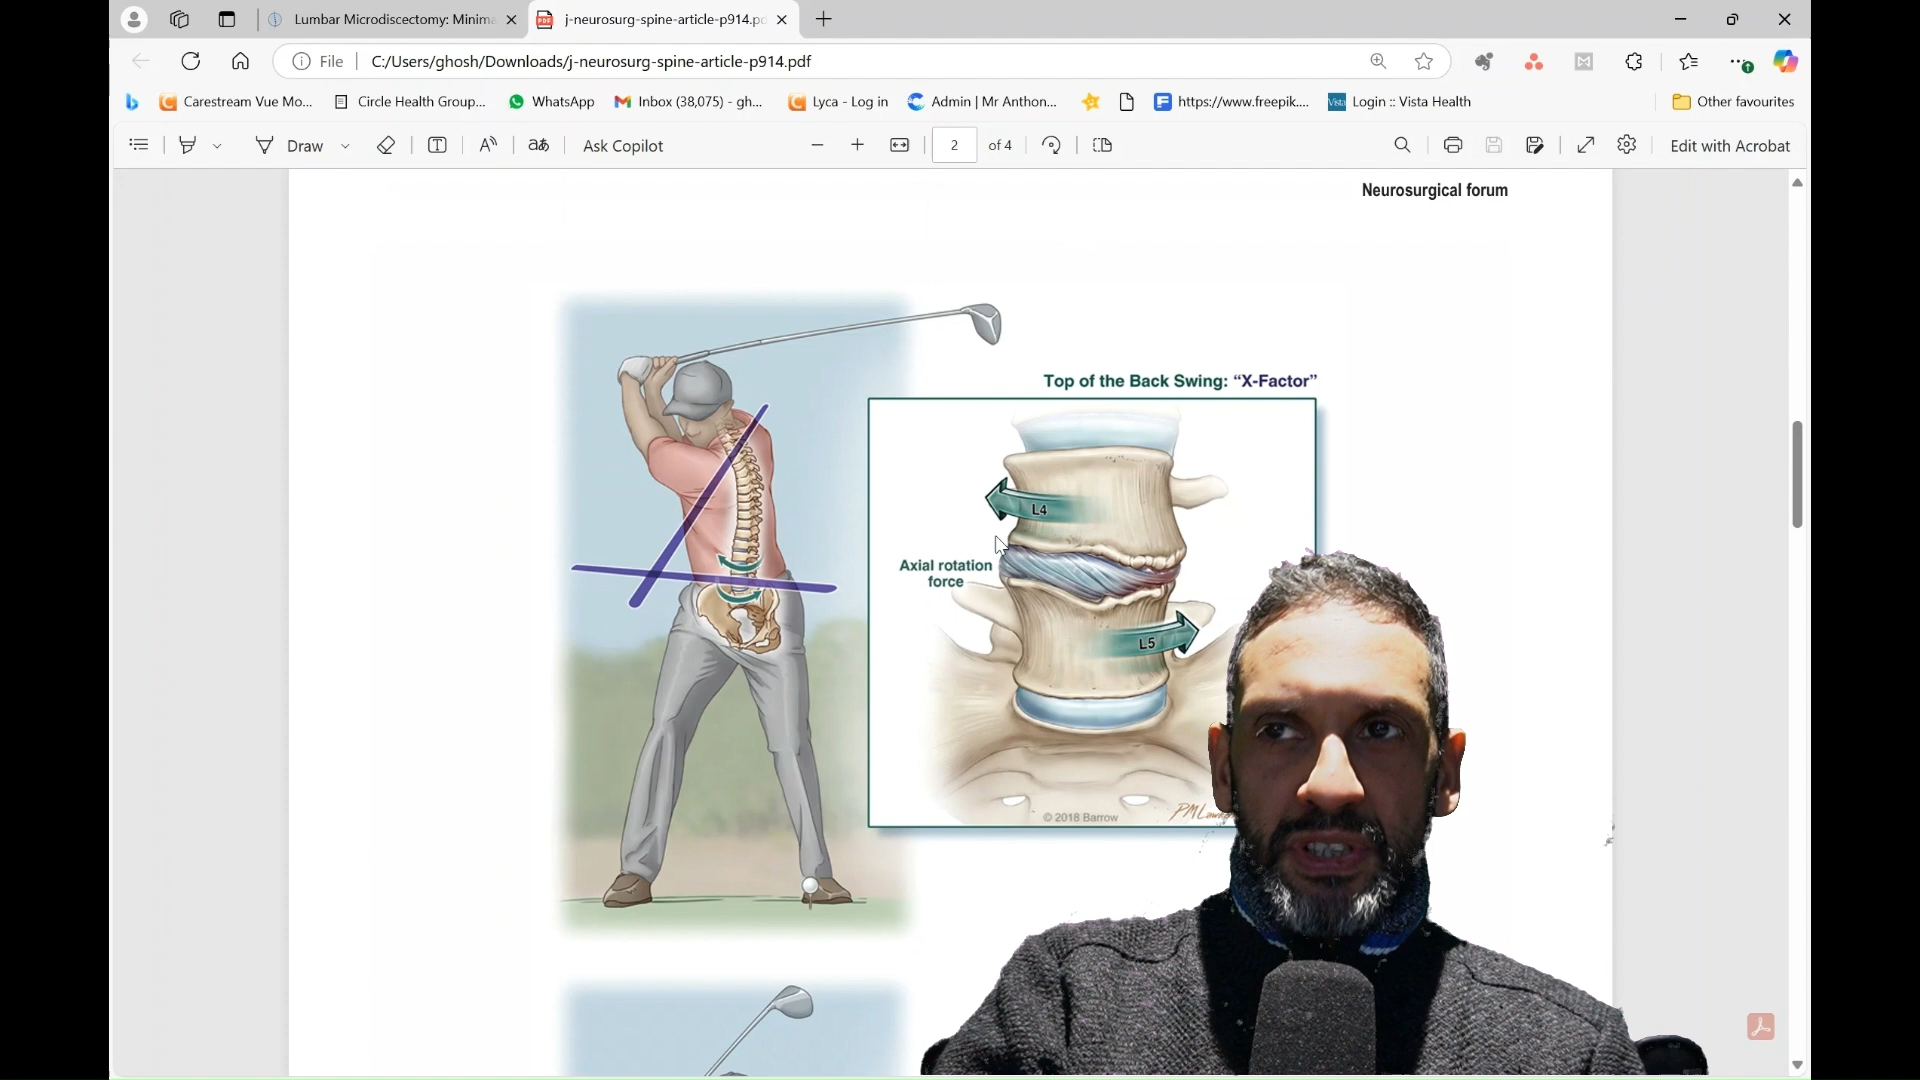 Lumbar Microdiscectomy: Minima
j-neurosurg-spine-article-p914.pd
File
C:/Users/ghosh/Downloads/j-neurosurg-spine-article-p914.pdf
Carestream Vue Mo...
Circle Health Group...
WhatsApp
Inbox (38,075) - gh...
Lyca - Log in
Admin | Mr Anthon...
https://www.freepik....
Login :: Vista Health
Other favourites
Draw
Ask Copilot
2 of 4
Edit with Acrobat
Neurosurgical forum
Top of the Back Swing: “X-Factor”
L4
Axial rotation
force
L5
© 2018 Barrow